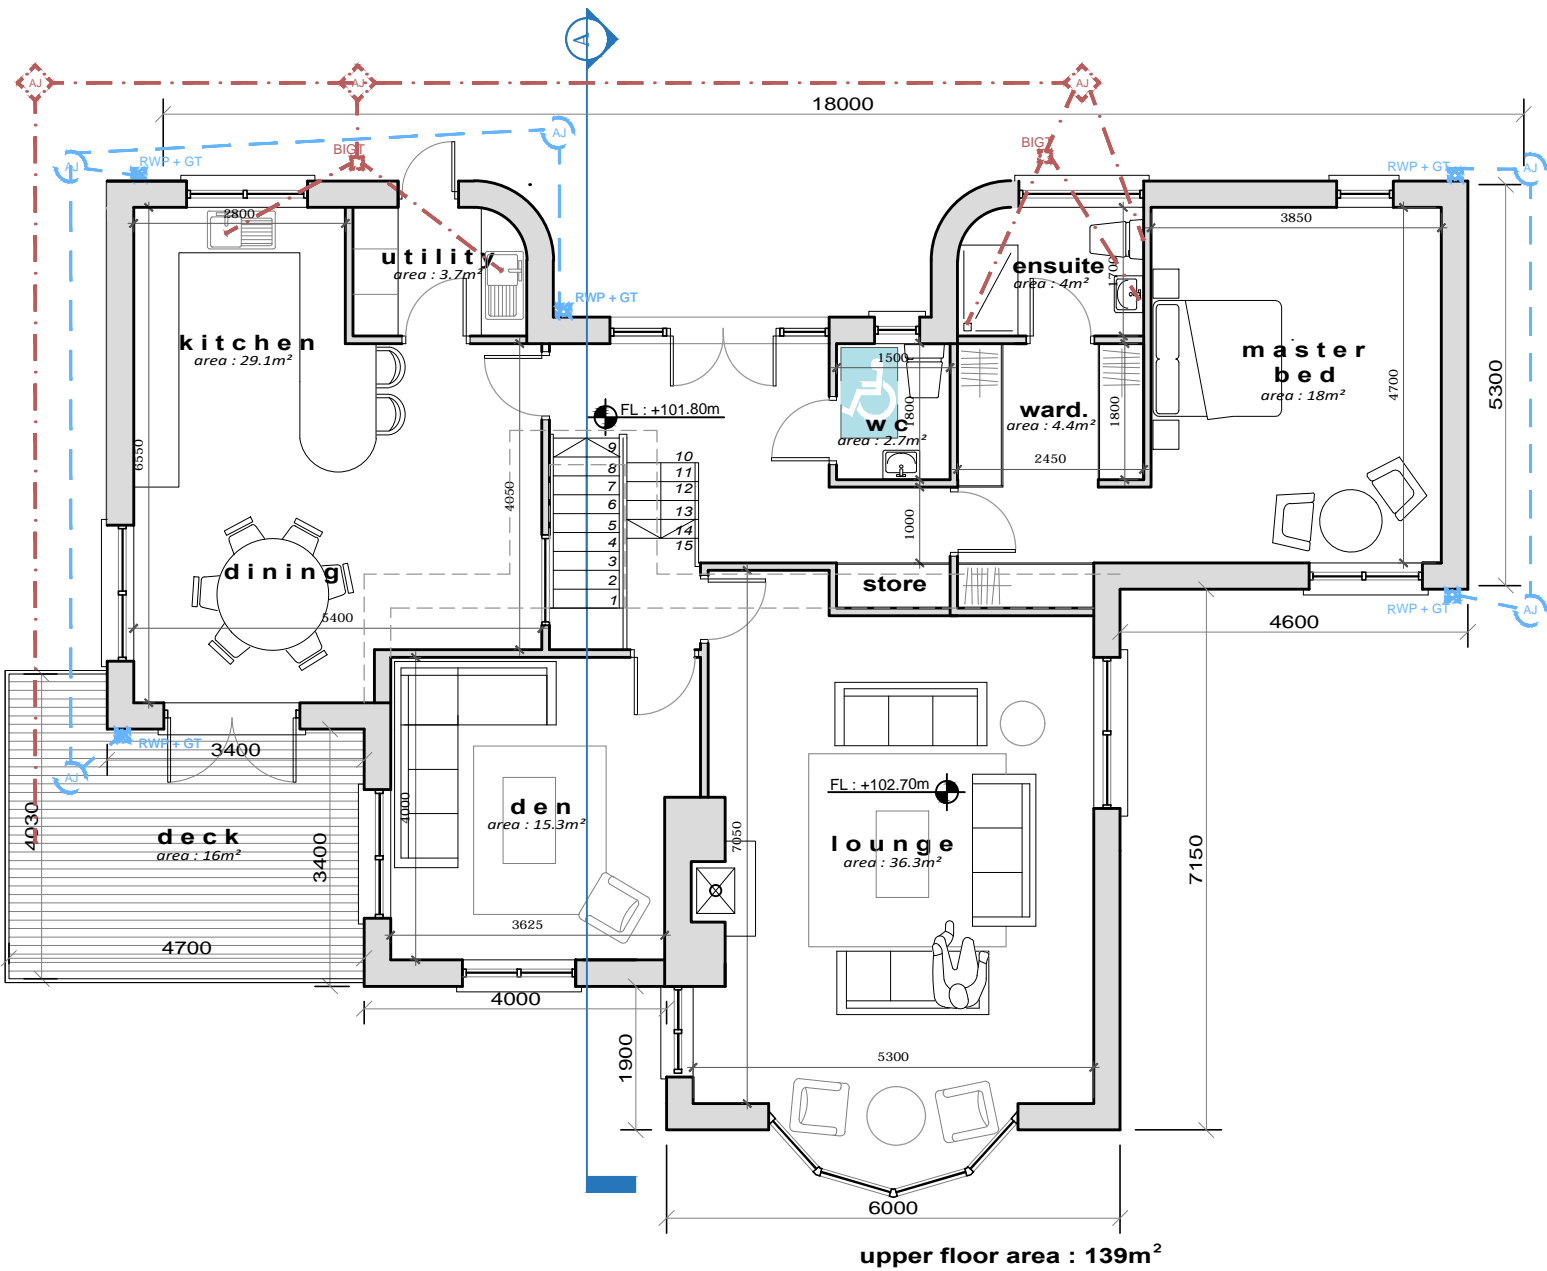 A
AJ
AJ
AJ
18000
AJ
BIGT
BIGT
AJ
RWP + GT
RWP + GT
AJ
2800
3850
utility
area : 3.7m²
ensuite
area : 4m²
1700
RWP + GT
kitchen
area : 29.1m²
1500
master
bed
area : 18m²
4700
5300
FL : +101.80m
1800
wc
area : 2.7m²
ward.
area : 4.4m²
1800
6550
4050
9
8
7
6
5
4
3
2
1
10
11
12
13
14
15
2450
1000
dining
store
5400
RWP + GT
AJ
4600
RWP + GT
3400
AJ
4030
deck
area : 16m²
3400
4700
4000
den
area : 15.3m²
3625
4000
FL : +102.70m
7050
lounge
area : 36.3m²
7150
1900
5300
6000
upper floor area : 139m²